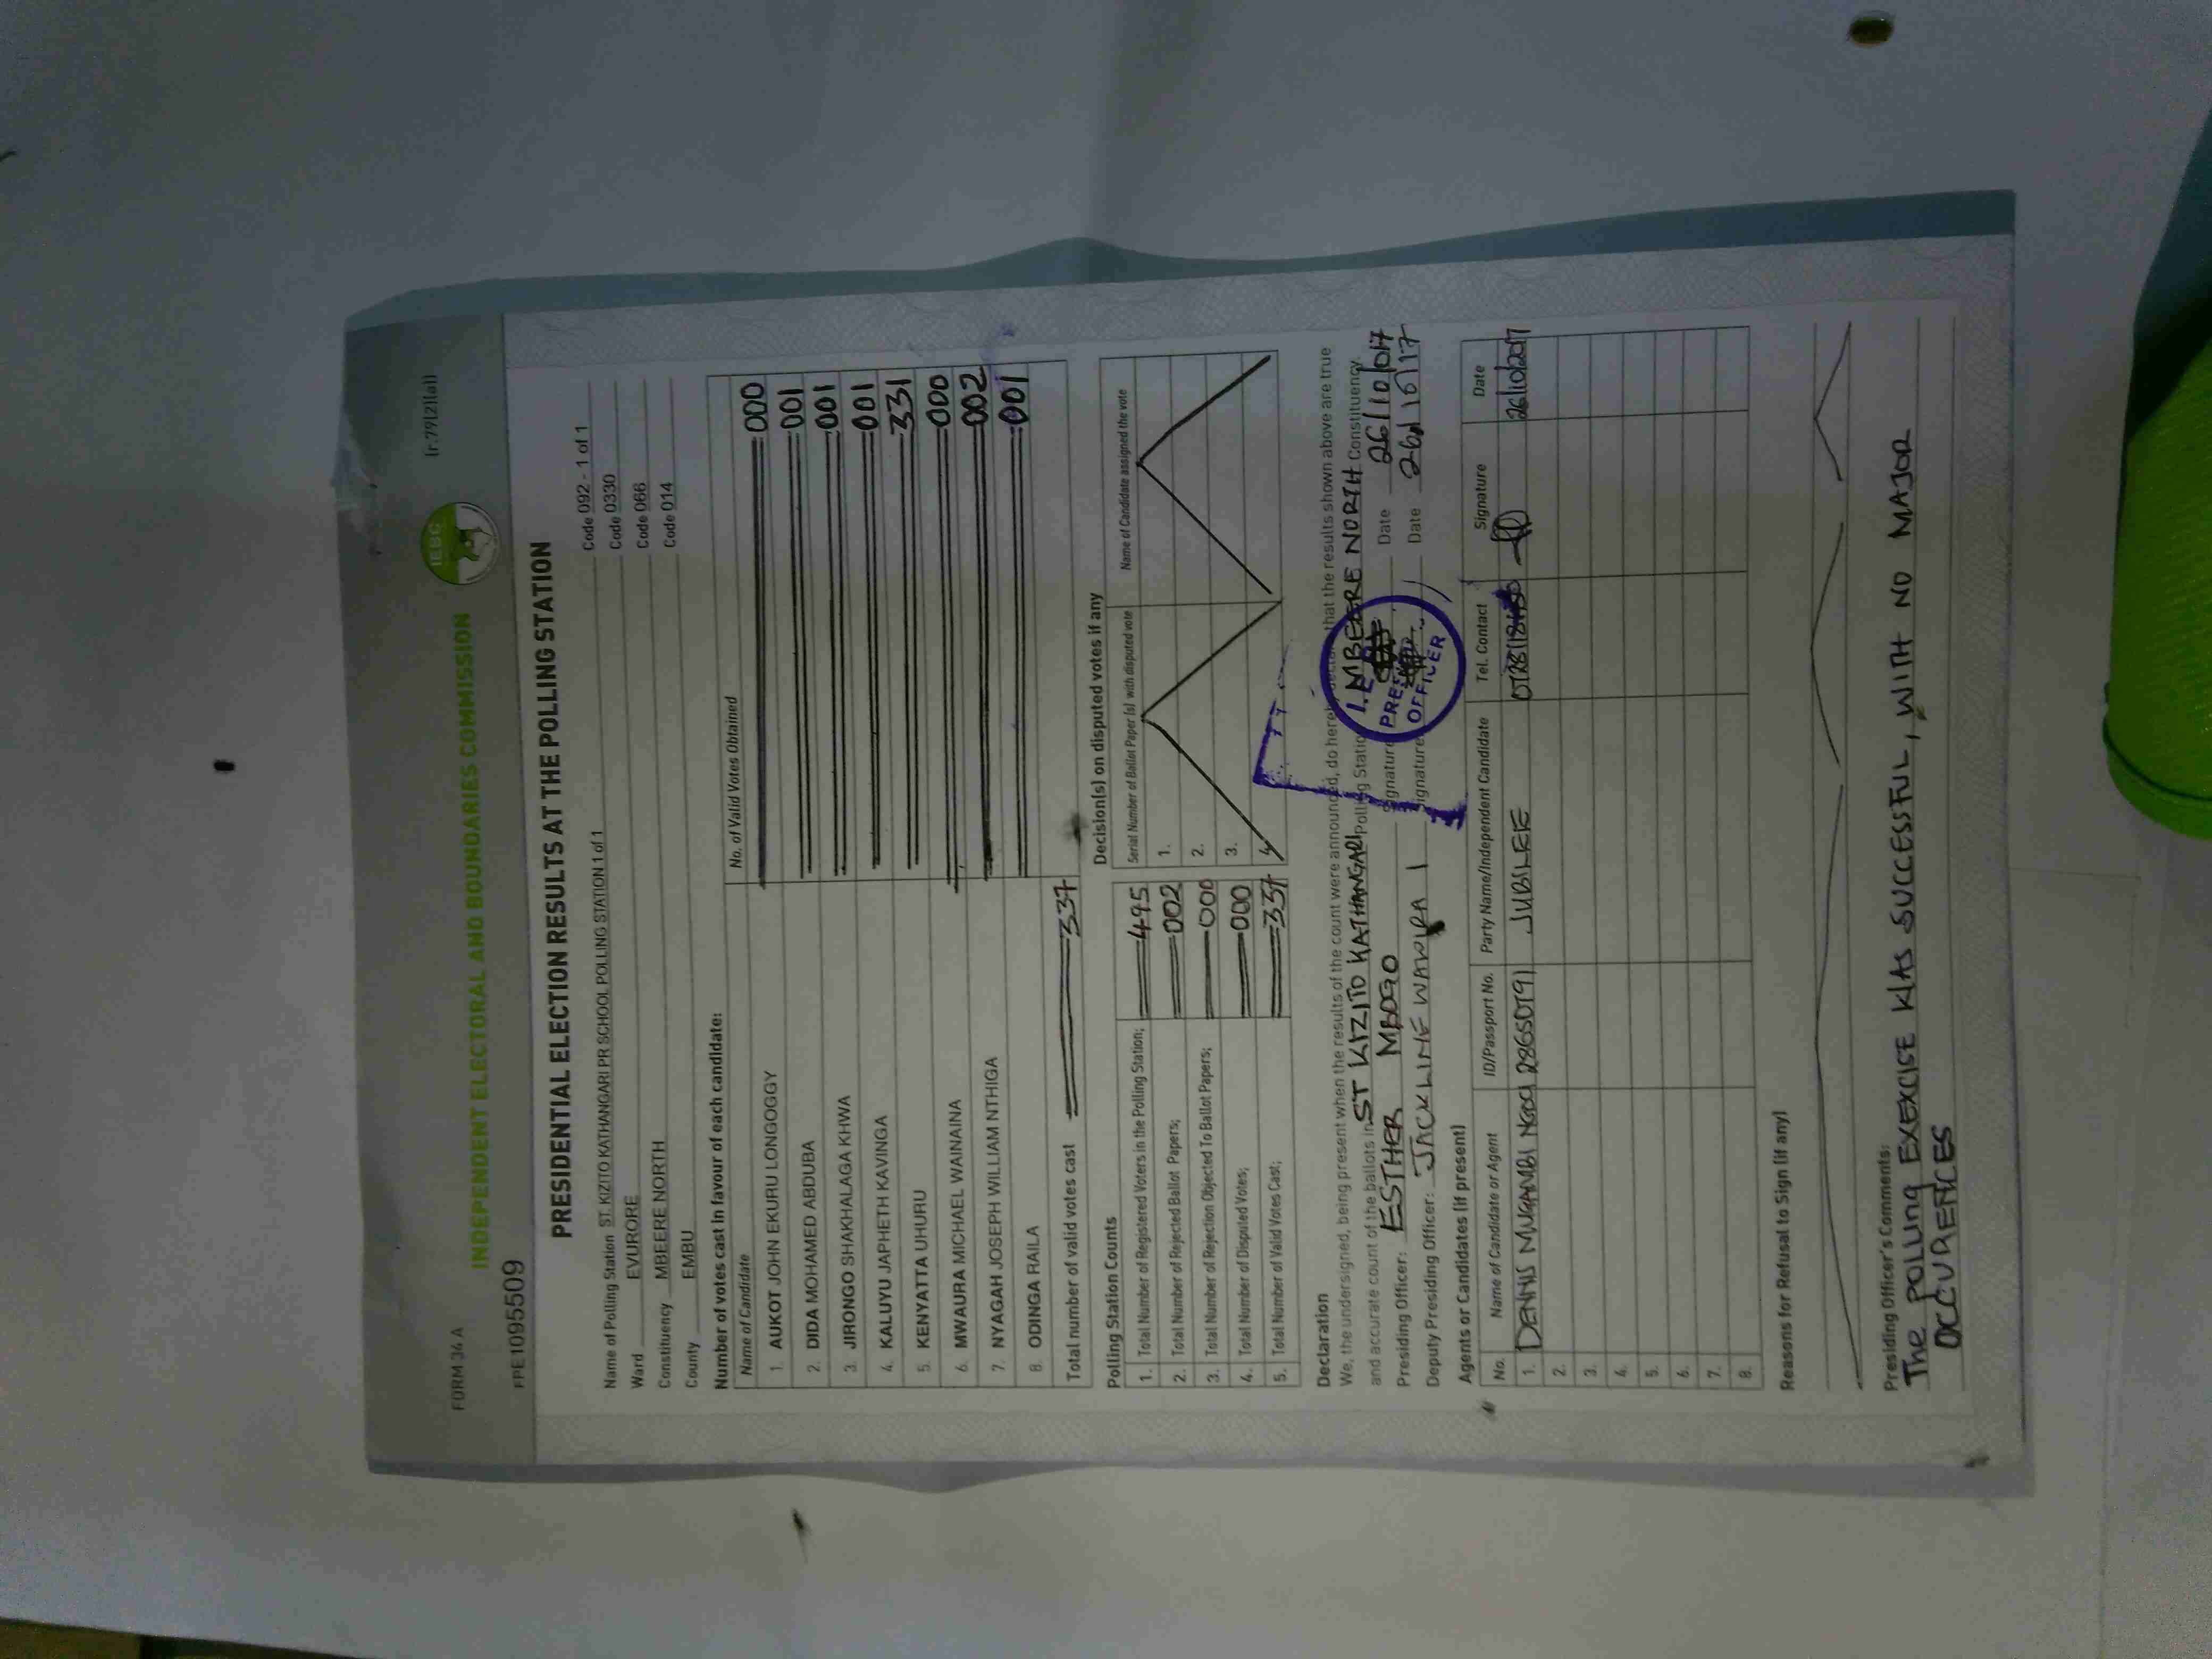 FORM 34 A
(r.79(2)(a))
INDEPENDENT ELECTORAL AND BOUNDARIES COMMISSION
IEBC
FPE1095509
PRESIDENTIAL ELECTION RESULTS AT THE POLLING STATION
Name of Polling Station ST. KIZITO KATHANGARI PR SCHOOL POLLING STATION 1 of 1 Code 092 - 1 of 1
Ward EVURORE Code 0330
Constituency MBEERE NORTH Code 066
County EMBU Code 014
Number of votes cast in favour of each candidate:
Name of Candidate No. of Valid Votes Obtained
1. AUKOT JOHN EKURU LONGOGGY 000
2. DIDA MOHAMED ABDUBA 001
3. JIRONGO SHAKHALAGA KHWA 001
4. KALUYU JAPHETH KAVINGA 001
5. KENYATTA UHURU 331
6. MWAURA MICHAEL WAINAINA 000
7. NYAGAH JOSEPH WILLIAM NTHIGA 002
8. ODINGA RAILA 001
Total number of valid votes cast 337
Polling Station Counts
1. Total Number of Registered Voters in the Polling Station; 495
2. Total Number of Rejected Ballot Papers; 002
3. Total Number of Rejection Objected To Ballot Papers; 000
4. Total Number of Disputed Votes; 000
5. Total Number of Valid Votes Cast; 337
Decision(s) on disputed votes if any
Serial Number of Ballot Paper (s) with disputed vote Name of Candidate assigned the vote
1.
2.
3.
4.
Declaration
We, the undersigned, being present when the results of the count were announced, do hereby declare that the results shown above are true
and accurate count of the ballots in ST KIZITO KATHANGARI Polling Station MBEERE NORTH Constituency.
Presiding Officer: ESTHER MBOGO Signature Date 26/10/017
Deputy Presiding Officer: JACKLINE WAWIRA I Signature Date 26/10/17
PRESIDING
OFFICER
Agents or Candidates (if present)
No. Name of Candidate or Agent ID/Passport No. Party Name/Independent Candidate Tel. Contact Signature Date
1. DENNIS 28650791 JUBILEE 26/10/2017
2.
3.
4.
5.
6.
7.
8.
Reasons for Refusal to Sign (if any)
Presiding Officer's Comments:
The POLLING EXEXCISE WAS SUCCESSFUL, WITH NO MAJOR
OCCURENCES